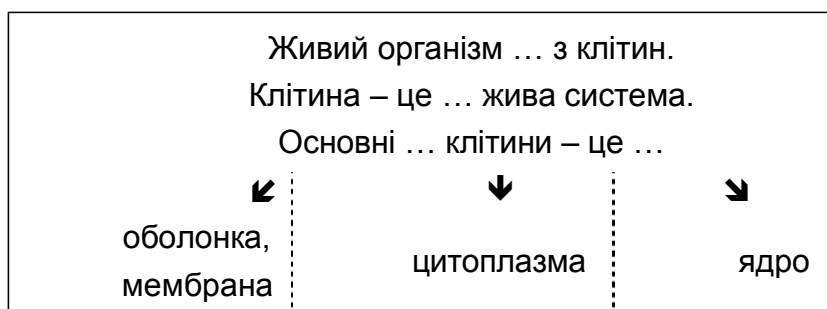 Живий організм … з клітин.
Клітина – це … жива система.
Основні … клітини – це …
оболонка,
мембрана
цитоплазма
ядро